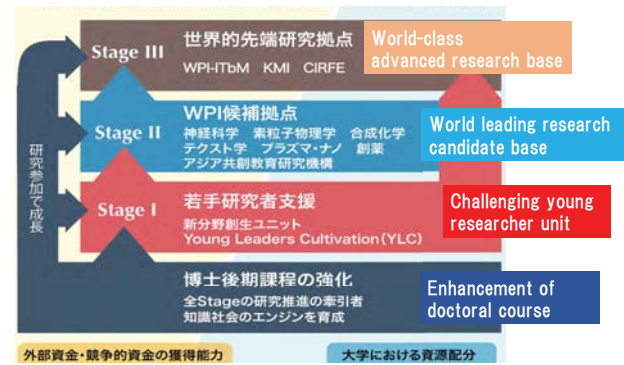 Stage III
世界的先端研究拠点
WPI-ITbM KMI CIRFE
World-class
advanced research base
Stage II
WPI候補拠点
神経科学 素粒子物理学 合成化学
テクスト学 プラズマ・ナノ 創薬
アジア共創教育研究機構
World leading research
candidate base
研究参加で成長
Stage I
若手研究者支援
新分野創生ユニット
Young Leaders Cultivation(YLC)
Challenging young
researcher unit
博士後期課程の強化
全Stageの研究推進の牽引者
知識社会のエンジンを育成
Enhancement of
doctoral course
外部資金・競争的資金の獲得能力
大学における資源配分